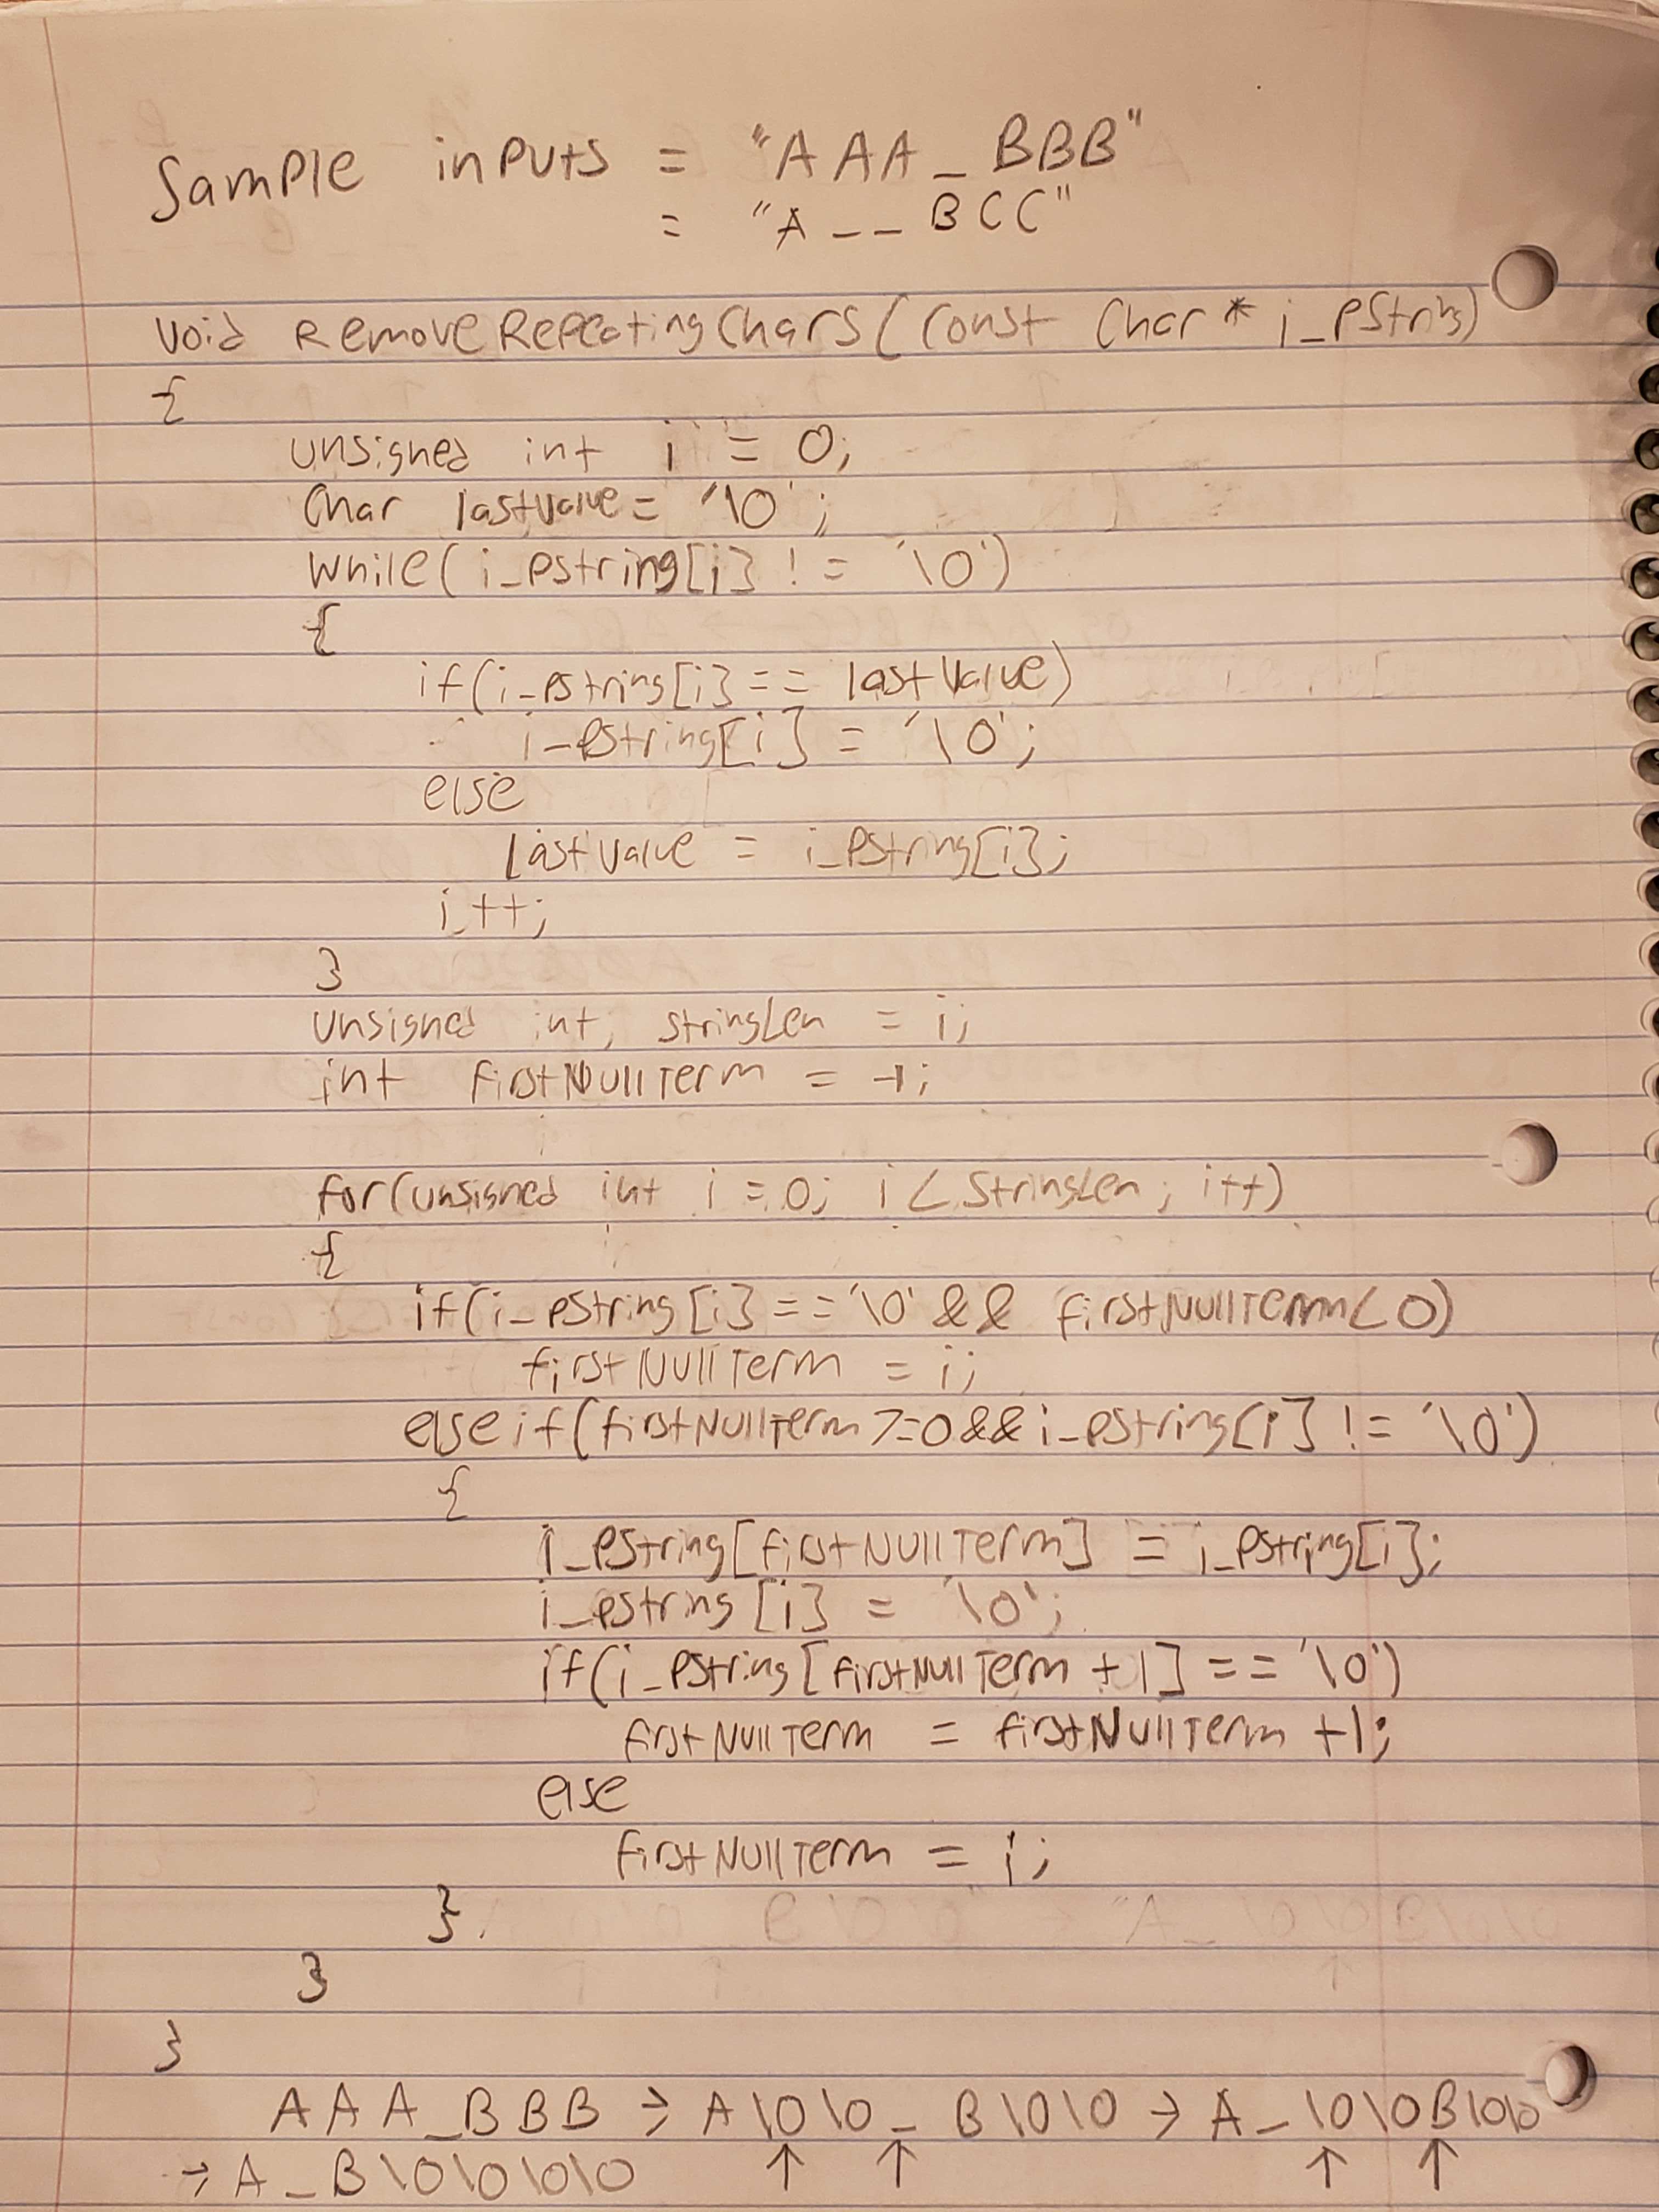 Sample inputs = "AAA_BBB"
= "A__BCC"
void RemoveRepeatingChars(const char* i_pString)
{
unsigned int i = 0;
char lastValue = '\0';
while(i_pString[i] != '\0')
{
if(i_pString[i] == lastValue)
i_pString[i] = '\0';
else
lastValue = i_pString[i];
i++;
}
unsigned int, stringLen = i;
int firstNullTerm = -1;
for(unsigned int i = 0; i < StringLen; i++)
{
if(i_pString[i] == '\0' && firstNullTerm < 0)
firstNullTerm = i;
else if(firstNullTerm >= 0 && i_pString[i] != '\0')
{
i_pString[firstNullTerm] = i_pString[i];
i_pString[i] = '\0';
if(i_pString[firstNullTerm + 1] == '\0')
firstNullTerm = firstNullTerm + 1;
else
firstNullTerm = i;
}
}
}
AAA_BBB → A\0\0_B\0\0 → A_\0\0B\0\0
→ A_B\0\0\0\0 ↑ ↑ ↑ ↑